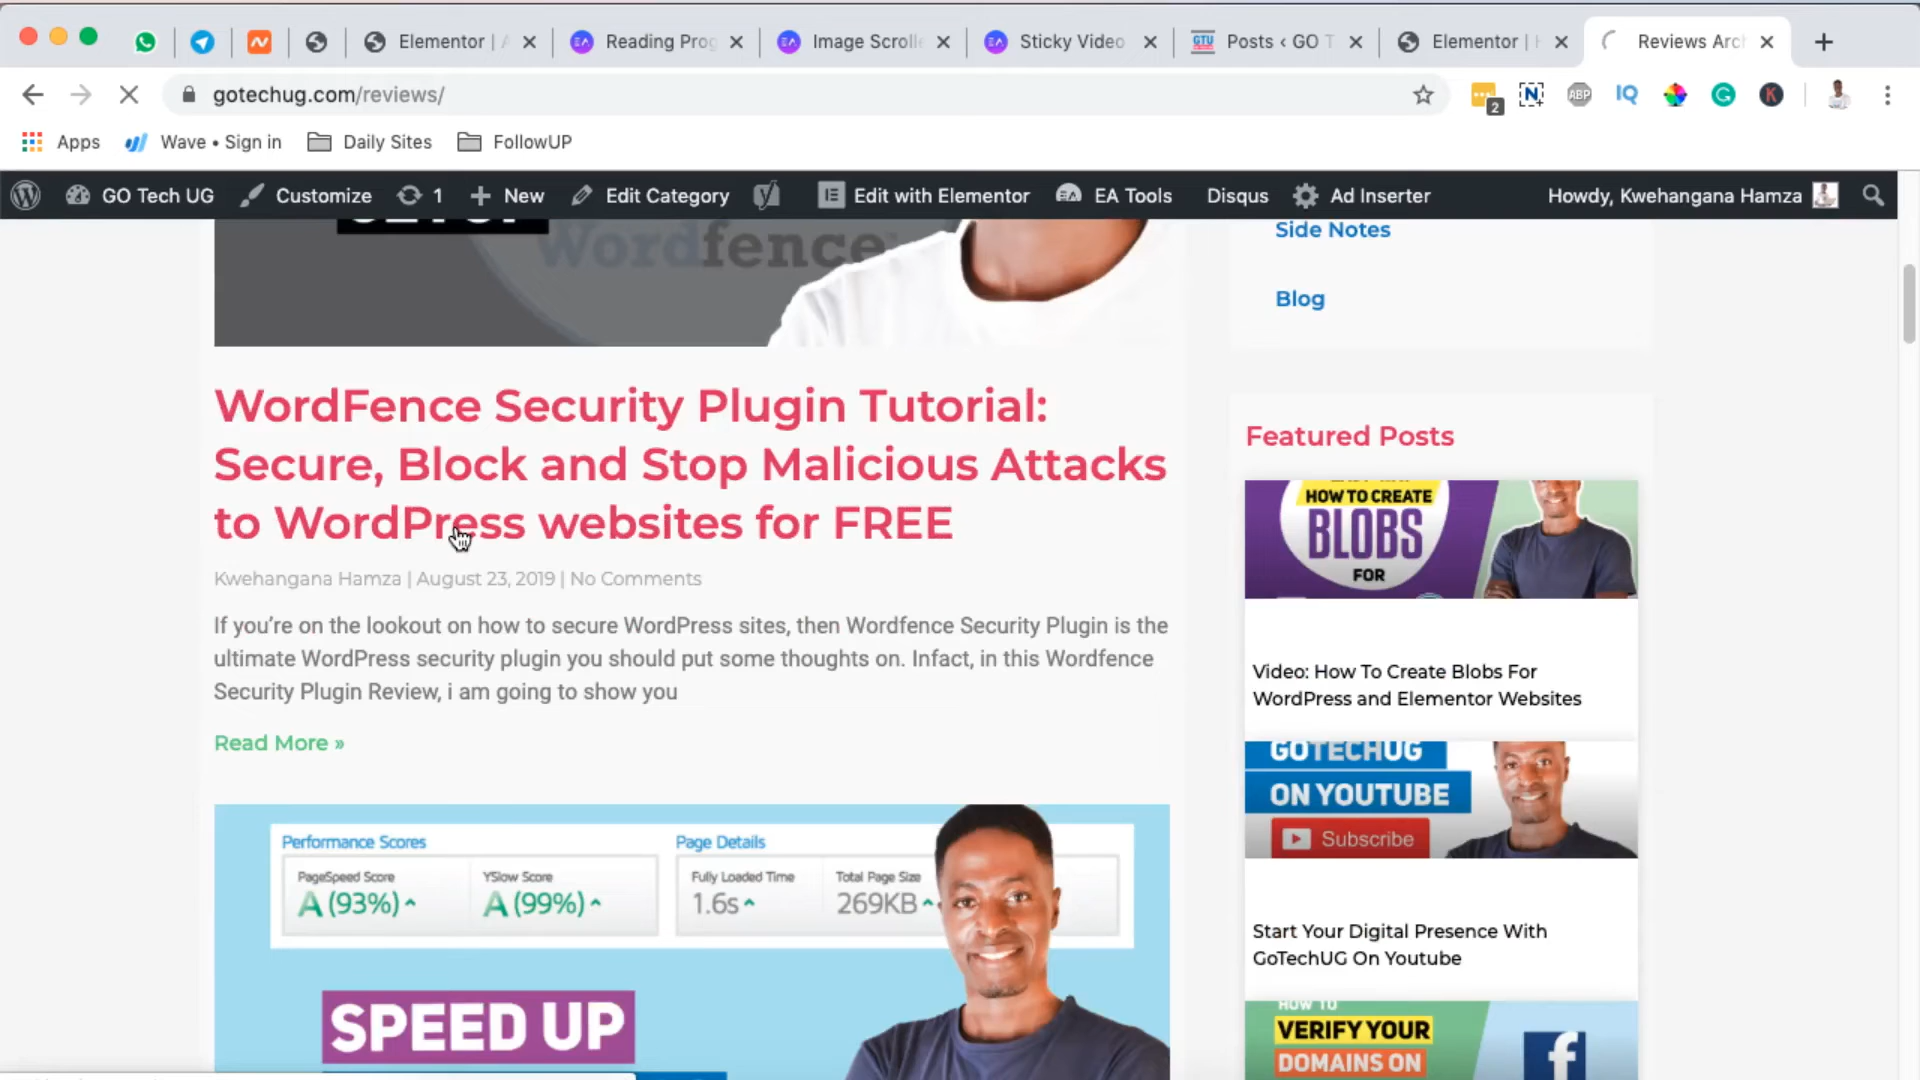 Elementor | A
Reading Prog
Image Scrolle
Sticky Video
GTU
Posts ‹ GO T
Elementor | H
Reviews Arc
gotechug.com/reviews/
2
N
ABP
IQ
G
K
Apps
Wave • Sign in
Daily Sites
FollowUP
GO Tech UG
Customize
1
New
Edit Category
Edit with Elementor
EA Tools
Disqus
Ad Inserter
Howdy, Kwehangana Hamza
Wordfence
WordFence Security Plugin Tutorial:
Secure, Block and Stop Malicious Attacks
to WordPress websites for FREE
Kwehangana Hamza | August 23, 2019 | No Comments
If you're on the lookout on how to secure WordPress sites, then Wordfence Security Plugin is the
ultimate WordPress security plugin you should put some thoughts on. Infact, in this Wordfence
Security Plugin Review, i am going to show you
Read More »
Performance Scores
Page Details
PageSpeed Score
YSlow Score
Fully Loaded Time
Total Page Size
A (93%)
A (99%)
1.6s
269KB
SPEED UP
Side Notes
Blog
Featured Posts
HOW TO CREATE
BLOBS
FOR
Video: How To Create Blobs For
WordPress and Elementor Websites
GOTECHUG
ON YOUTUBE
Subscribe
Start Your Digital Presence With
GoTechUG On Youtube
HOW TO
VERIFY YOUR
DOMAINS ON
f